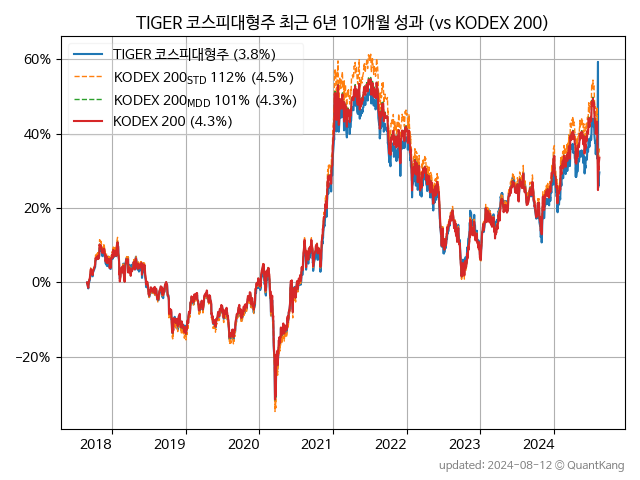 TIGER 코스피대형주 최근 6년 10개월 성과 (vs KODEX 200)
TIGER 코스피대형주 (3.8%)
KODEX 200STD 112% (4.5%)
KODEX 200MDD 101% (4.3%)
KODEX 200 (4.3%)
60%
40%
20%
0%
−20%
2018 2019 2020 2021 2022 2023 2024
updated: 2024-08-12 © QuantKang